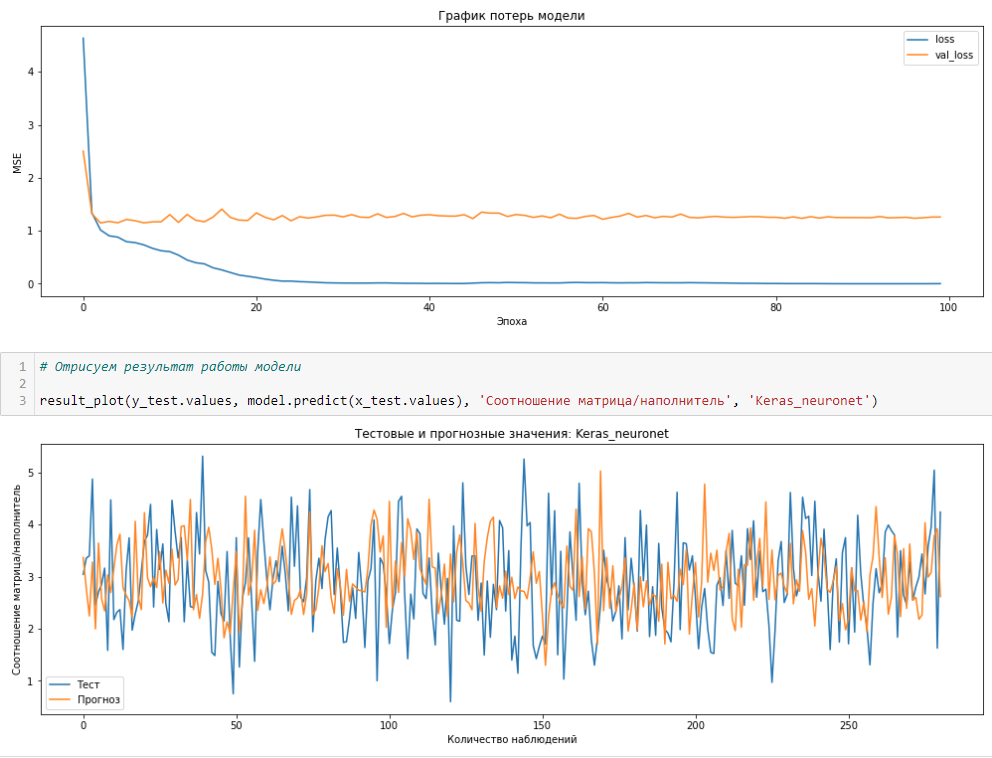 График потерь модели
loss
val_loss
4
3
2
1
0
MSE
0 20 40 60 80 100
Эпоха
1 # Отрисуем результат работы модели
2
3 result_plot(y_test.values, model.predict(x_test.values), 'Соотношение матрица/наполнитель', 'Keras_neuronet')
Тестовые и прогнозные значения: Keras_neuronet
5
4
3
2
1
Соотношение матрица/наполнитель
Тест
Прогноз
0 50 100 150 200 250
Количество наблюдений